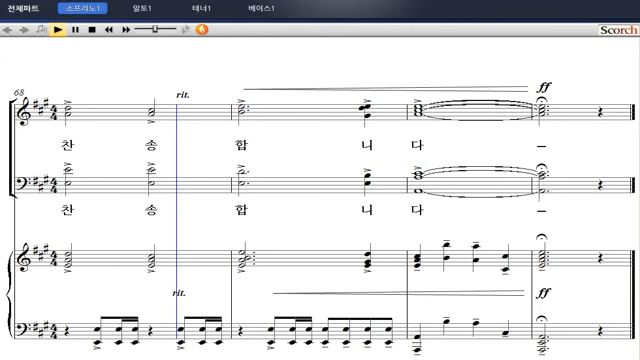 전체파트 소프라노1 알토1 테너1 베이스1
Scorch
68 rit. ff
찬 송 합 니 다 –
찬 송 합 니 다 –
rit. ff